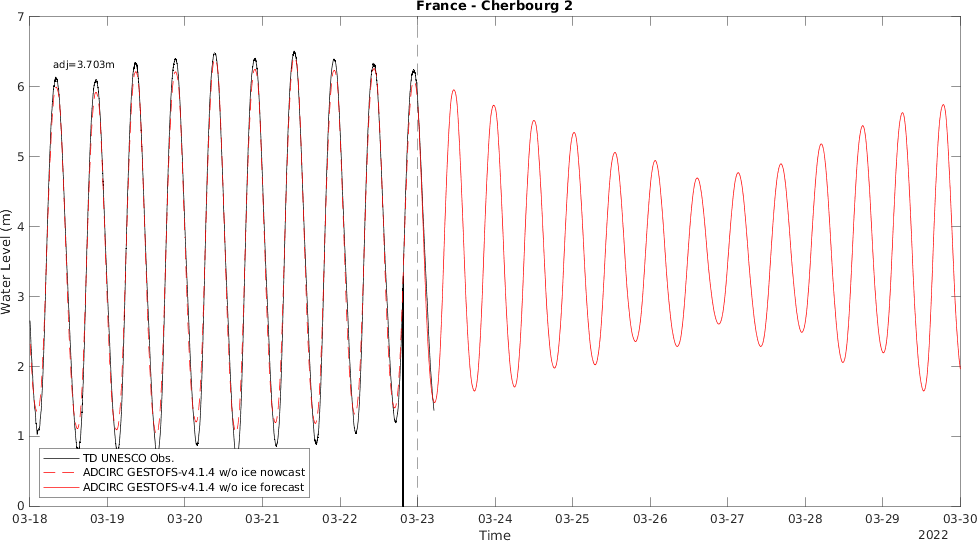 France - Cherbourg 2
adj=3.703m
Water Level (m)
7
6
5
4
3
2
1
0
TD UNESCO Obs.
ADCIRC GESTOFS-v4.1.4 w/o ice nowcast
ADCIRC GESTOFS-v4.1.4 w/o ice forecast
03-18 03-19 03-20 03-21 03-22 03-23 03-24 03-25 03-26 03-27 03-28 03-29 03-30
Time
2022